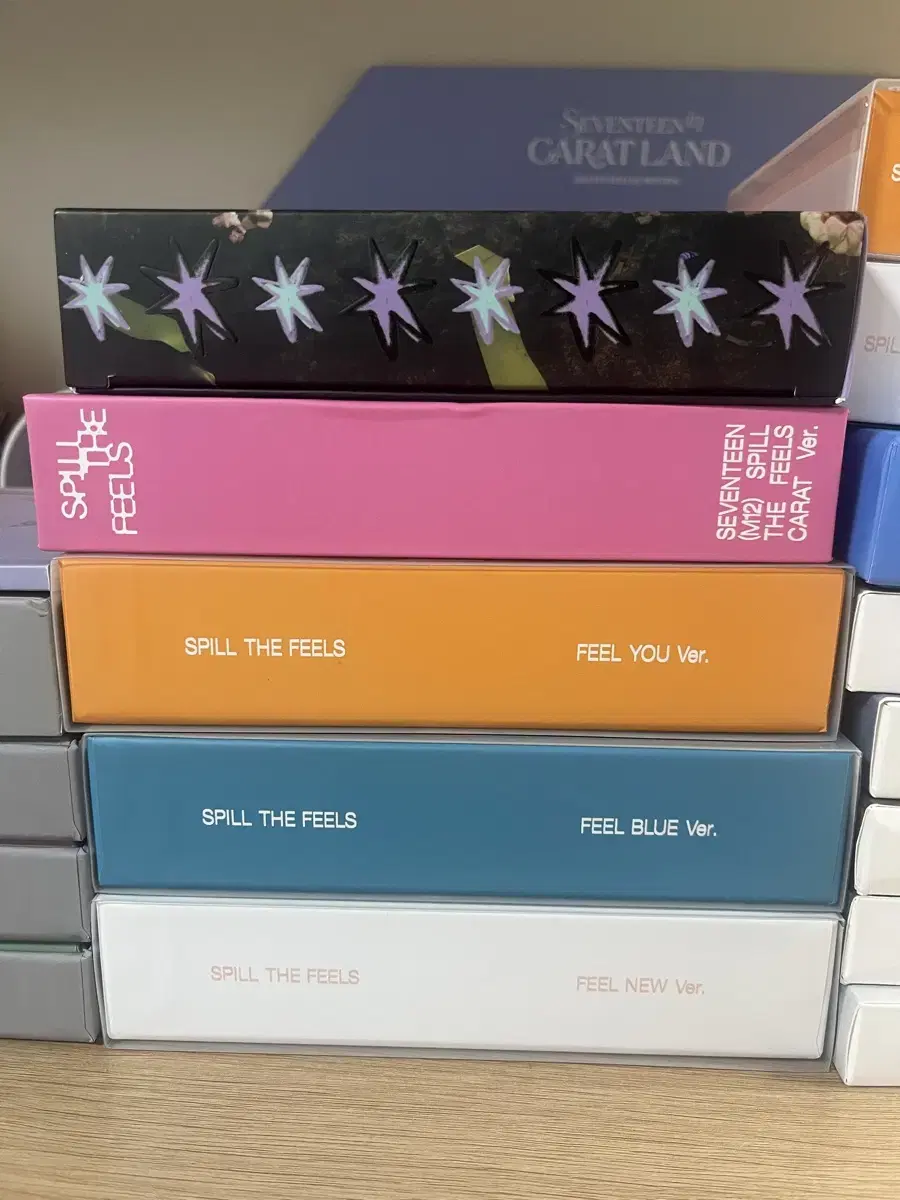 SEVENTEEN in
CARAT LAND
SPILL
THE
FEELS
SEVENTEEN
(M12) SPILL
THE FEELS
CARAT Ver.
SPILL THE FEELS
FEEL YOU Ver.
SPILL THE FEELS
FEEL BLUE Ver.
SPILL THE FEELS
FEEL NEW Ver.
S
SPIL